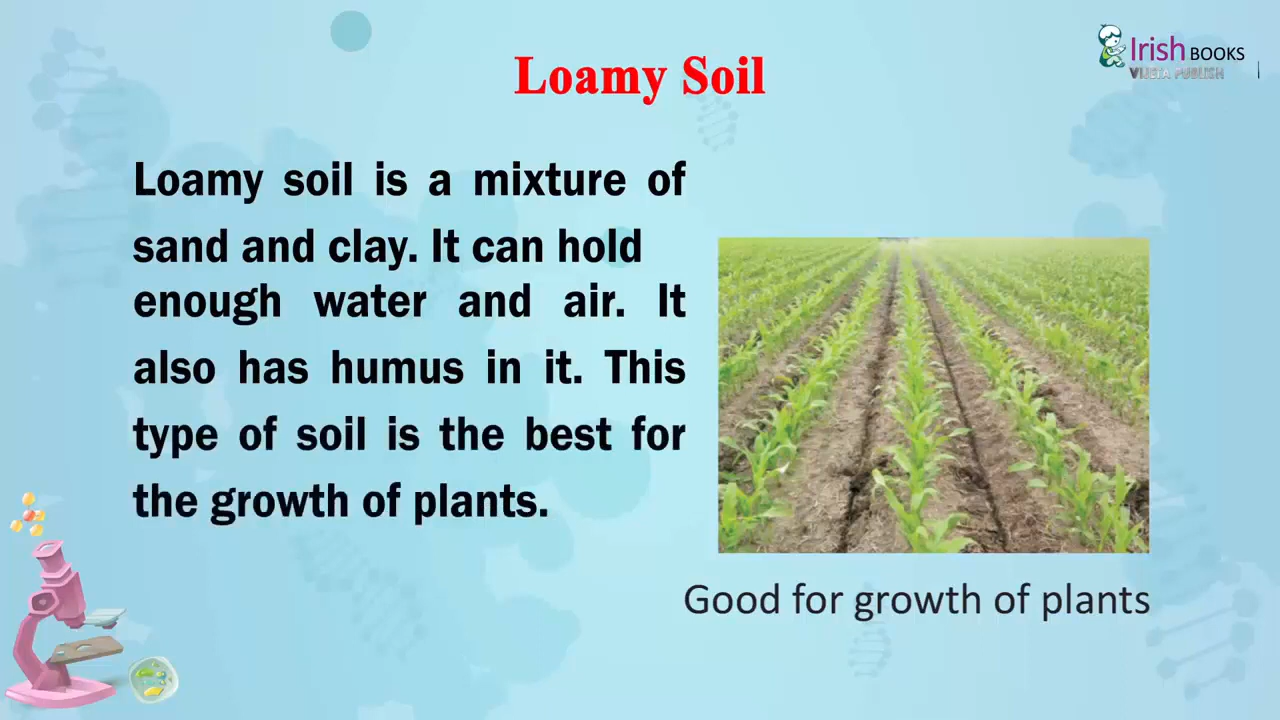 Loamy Soil
Irish BOOKS
Loamy soil is a mixture of
sand and clay. It can hold
enough water and air. It
also has humus in it. This
type of soil is the best for
the growth of plants.
Good for growth of plants